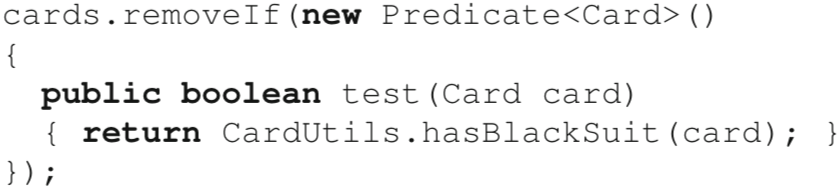 cards.removeIf(new Predicate<Card>()
{
  public boolean test(Card card)
  { return CardUtils.hasBlackSuit(card); }
});